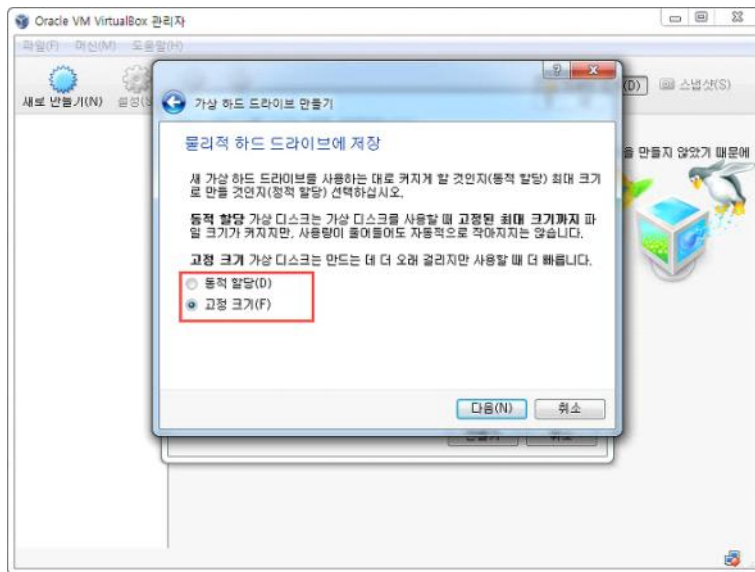 Oracle VM VirtualBox 관리자
파일(F) 머신(M) 도움말(H)
새로 만들기(N)
설정(S
(D)
스냅샷(S)
가상 하드 드라이브 만들기
을 만들지 않았기 때문에
물리적 하드 드라이브에 저장
새 가상 하드 드라이브를 사용하는 대로 커지게 할 것인지(동적 할당) 최대 크기
로 만들 것인지(정적 할당) 선택하십시오.
동적 할당 가상 디스크는 가상 디스크를 사용할 때 고정된 최대 크기까지 파
일 크기가 커지지만, 사용량이 줄어들어도 자동적으로 작아지지는 않습니다.
고정 크기 가상 디스크는 만드는 데 더 오래 걸리지만 사용할 때 더 빠릅니다.
동적 할당(D)
고정 크기(F)
다음(N)
취소
만들기
취소